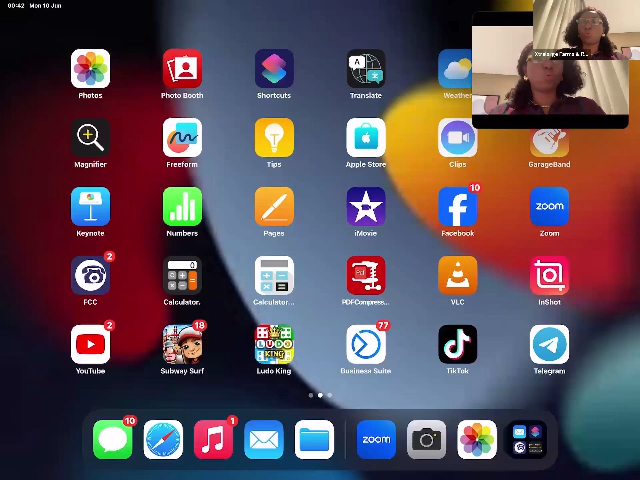 00:42 Mon 10 Jun
Photos
Photo Booth
Shortcuts
Translate
Weather
Magnifier
Freeform
Tips
Apple Store
Clips
GarageBand
Keynote
Numbers
Pages
iMovie
10
Facebook
zoom
Zoom
2
FCC
0
Calculator.
Calculator...
PDFCompress...
VLC
InShot
2
YouTube
18
Subway Surf
LUDO
KING
Ludo King
77
Business Suite
TikTok
Telegram
10
1
zoom